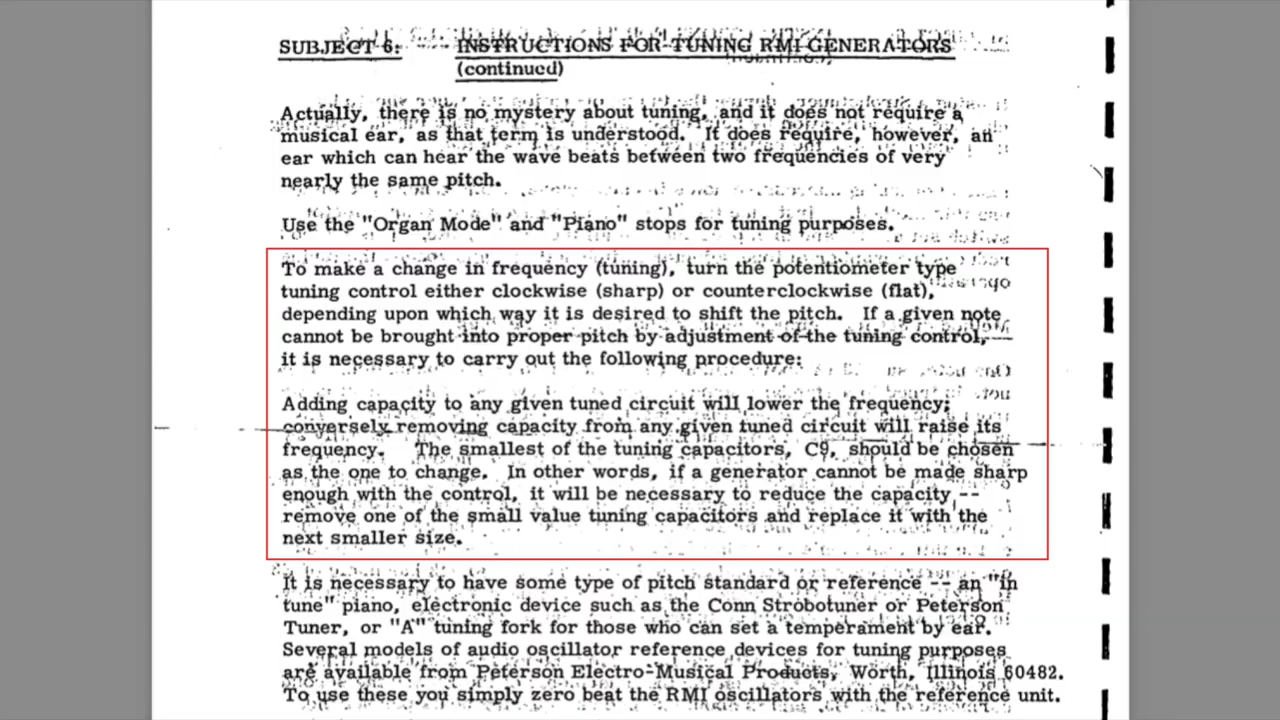 SUBJECT 6: INSTRUCTIONS FOR TUNING RMI GENERATORS
(continued)
Actually, there is no mystery about tuning, and it does not require a
musical ear, as that term is understood. It does require, however, an
ear which can hear the wave beats between two frequencies of very
nearly the same pitch.
Use the "Organ Mode" and "Piano" stops for tuning purposes.
To make a change in frequency (tuning), turn the potentiometer type
tuning control either clockwise (sharp) or counterclockwise (flat),
depending upon which way it is desired to shift the pitch. If a given note
cannot be brought into proper pitch by adjustment of the tuning control,
it is necessary to carry out the following procedure:
Adding capacity to any given tuned circuit will lower the frequency;
conversely removing capacity from any given tuned circuit will raise its
frequency. The smallest of the tuning capacitors, C9, should be chosen
as the one to change. In other words, if a generator cannot be made sharp
enough with the control, it will be necessary to reduce the capacity --
remove one of the small value tuning capacitors and replace it with the
next smaller size.
It is necessary to have some type of pitch standard or reference -- an "in
tune" piano, electronic device such as the Conn Strobotuner or Peterson
Tuner, or "A" tuning fork for those who can set a temperament by ear.
Several models of audio oscillator reference devices for tuning purposes
are available from Peterson Electro-Musical Products, Worth, Illinois 60482.
To use these you simply zero beat the RMI oscillators with the reference unit.